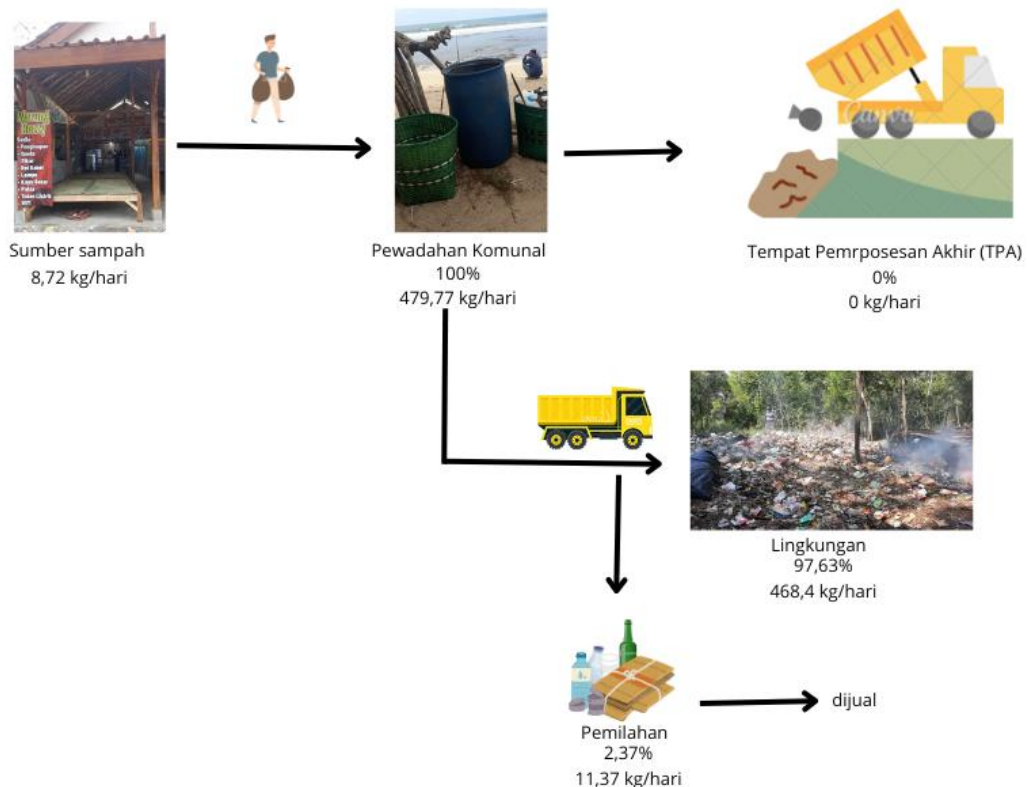 Sumber sampah
8,72 kg/hari
Pewadahan Komunal
100%
479,77 kg/hari
Canva
Tempat Pemrposesan Akhir (TPA)
0%
0 kg/hari
Lingkungan
97,63%
468,4 kg/hari
Pemilahan
2,37%
11,37 kg/hari
dijual